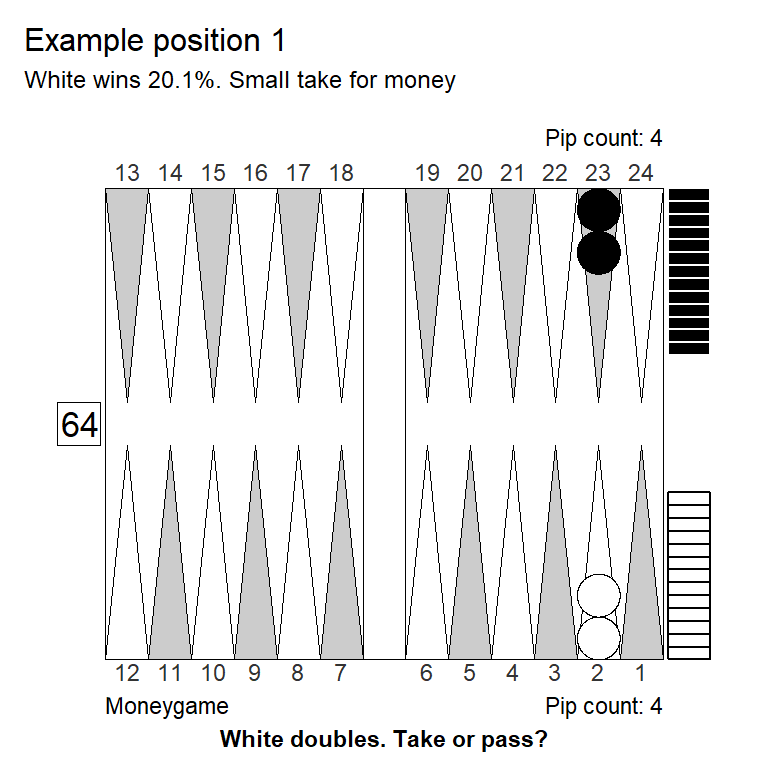 Example position 1
White wins 20.1%. Small take for money
Pip count: 4
13 14 15 16 17 18 19 20 21 22 23 24
64
12 11 10 9 8 7 6 5 4 3 2 1
Moneygame Pip count: 4
White doubles. Take or pass?